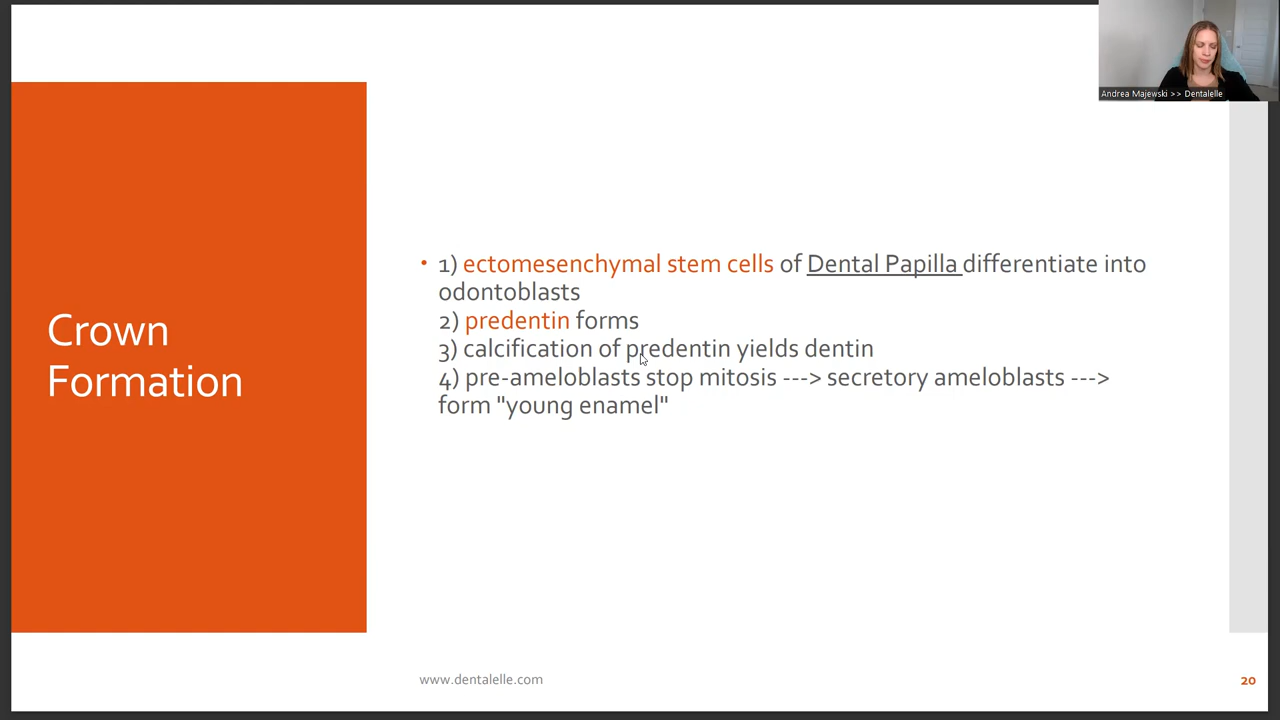 Andrea Majewski >> Dentalelle
Crown
Formation
• 1) ectomesenchymal stem cells of Dental Papilla differentiate into
odontoblasts
2) predentin forms
3) calcification of predentin yields dentin
4) pre-ameloblasts stop mitosis ---> secretory ameloblasts --->
form "young enamel"
www.dentalelle.com
20